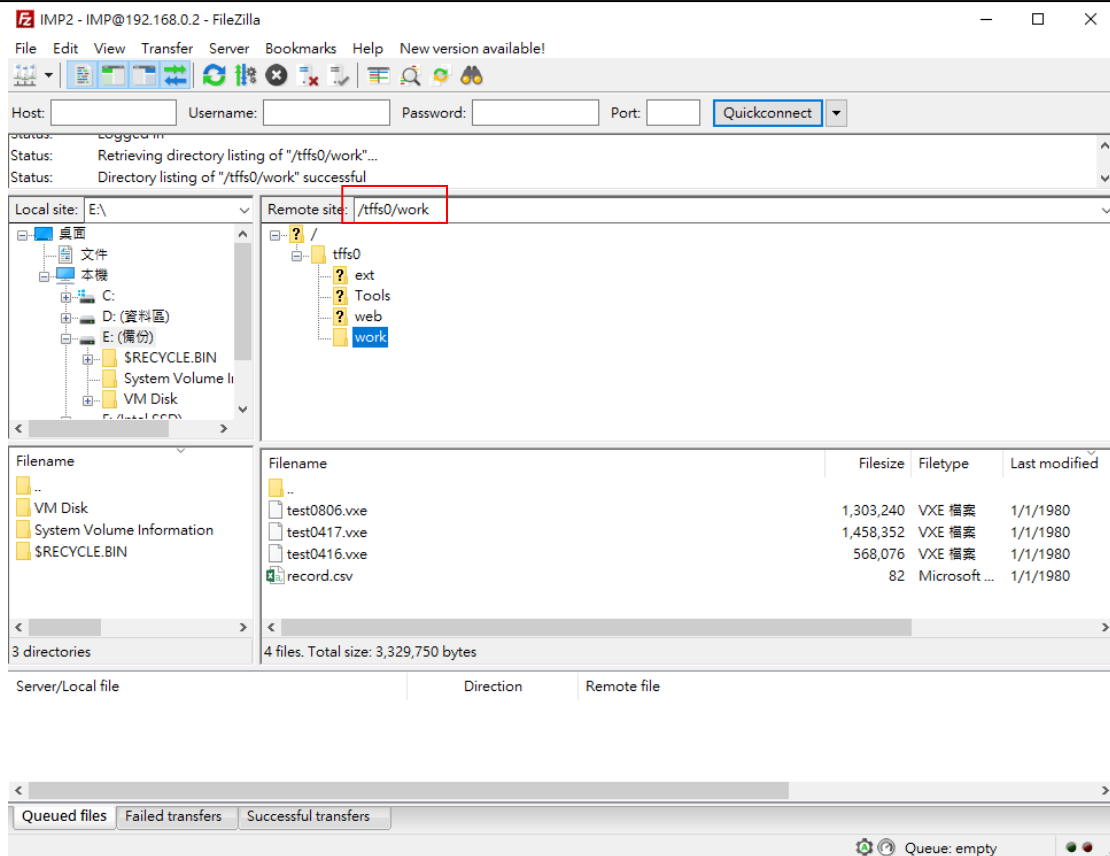 IMP2 - IMP@192.168.0.2 - FileZilla
File Edit View Transfer Server Bookmarks Help New version available!
Host: Username: Password: Port: Quickconnect
Status: Logged in
Status: Retrieving directory listing of "/tffs0/work"...
Status: Directory listing of "/tffs0/work" successful
Local site: E:\
桌面
文件
本機
C:
D: (資料區)
E: (備份)
$RECYCLE.BIN
System Volume I
VM Disk
F: (Intel SSD)
Remote site: /tffs0/work
/
tffs0
ext
Tools
web
work
Filename
..
VM Disk
System Volume Information
$RECYCLE.BIN
3 directories
Filename Filesize Filetype Last modified
..
test0806.vxe 1,303,240 VXE 檔案 1/1/1980
test0417.vxe 1,458,352 VXE 檔案 1/1/1980
test0416.vxe 568,076 VXE 檔案 1/1/1980
record.csv 82 Microsoft ... 1/1/1980
4 files. Total size: 3,329,750 bytes
Server/Local file Direction Remote file
Queued files Failed transfers Successful transfers
Queue: empty